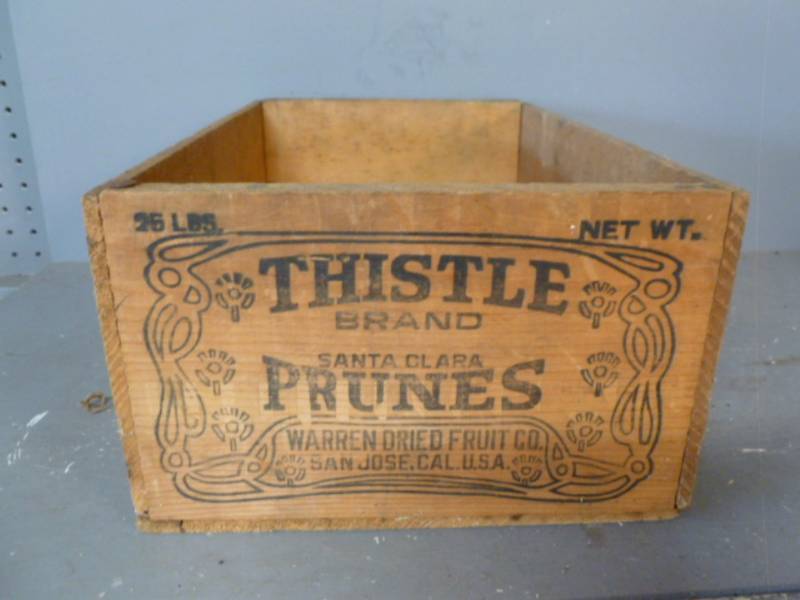 25 LBS. NET WT.
THISTLE
BRAND
SANTA CLARA
PRUNES
WARREN DRIED FRUIT CO.
SAN JOSE, CAL. U.S.A.